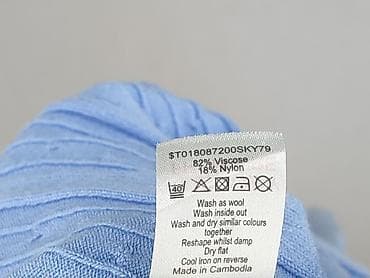 $T018087200SKY79
82% Viscose
18% Nylon
40
Wash as wool
Wash inside out
Wash and dry similar colours
together
Reshape whilst damp
Dry flat
Cool Iron on reverse
Made in Cambodia